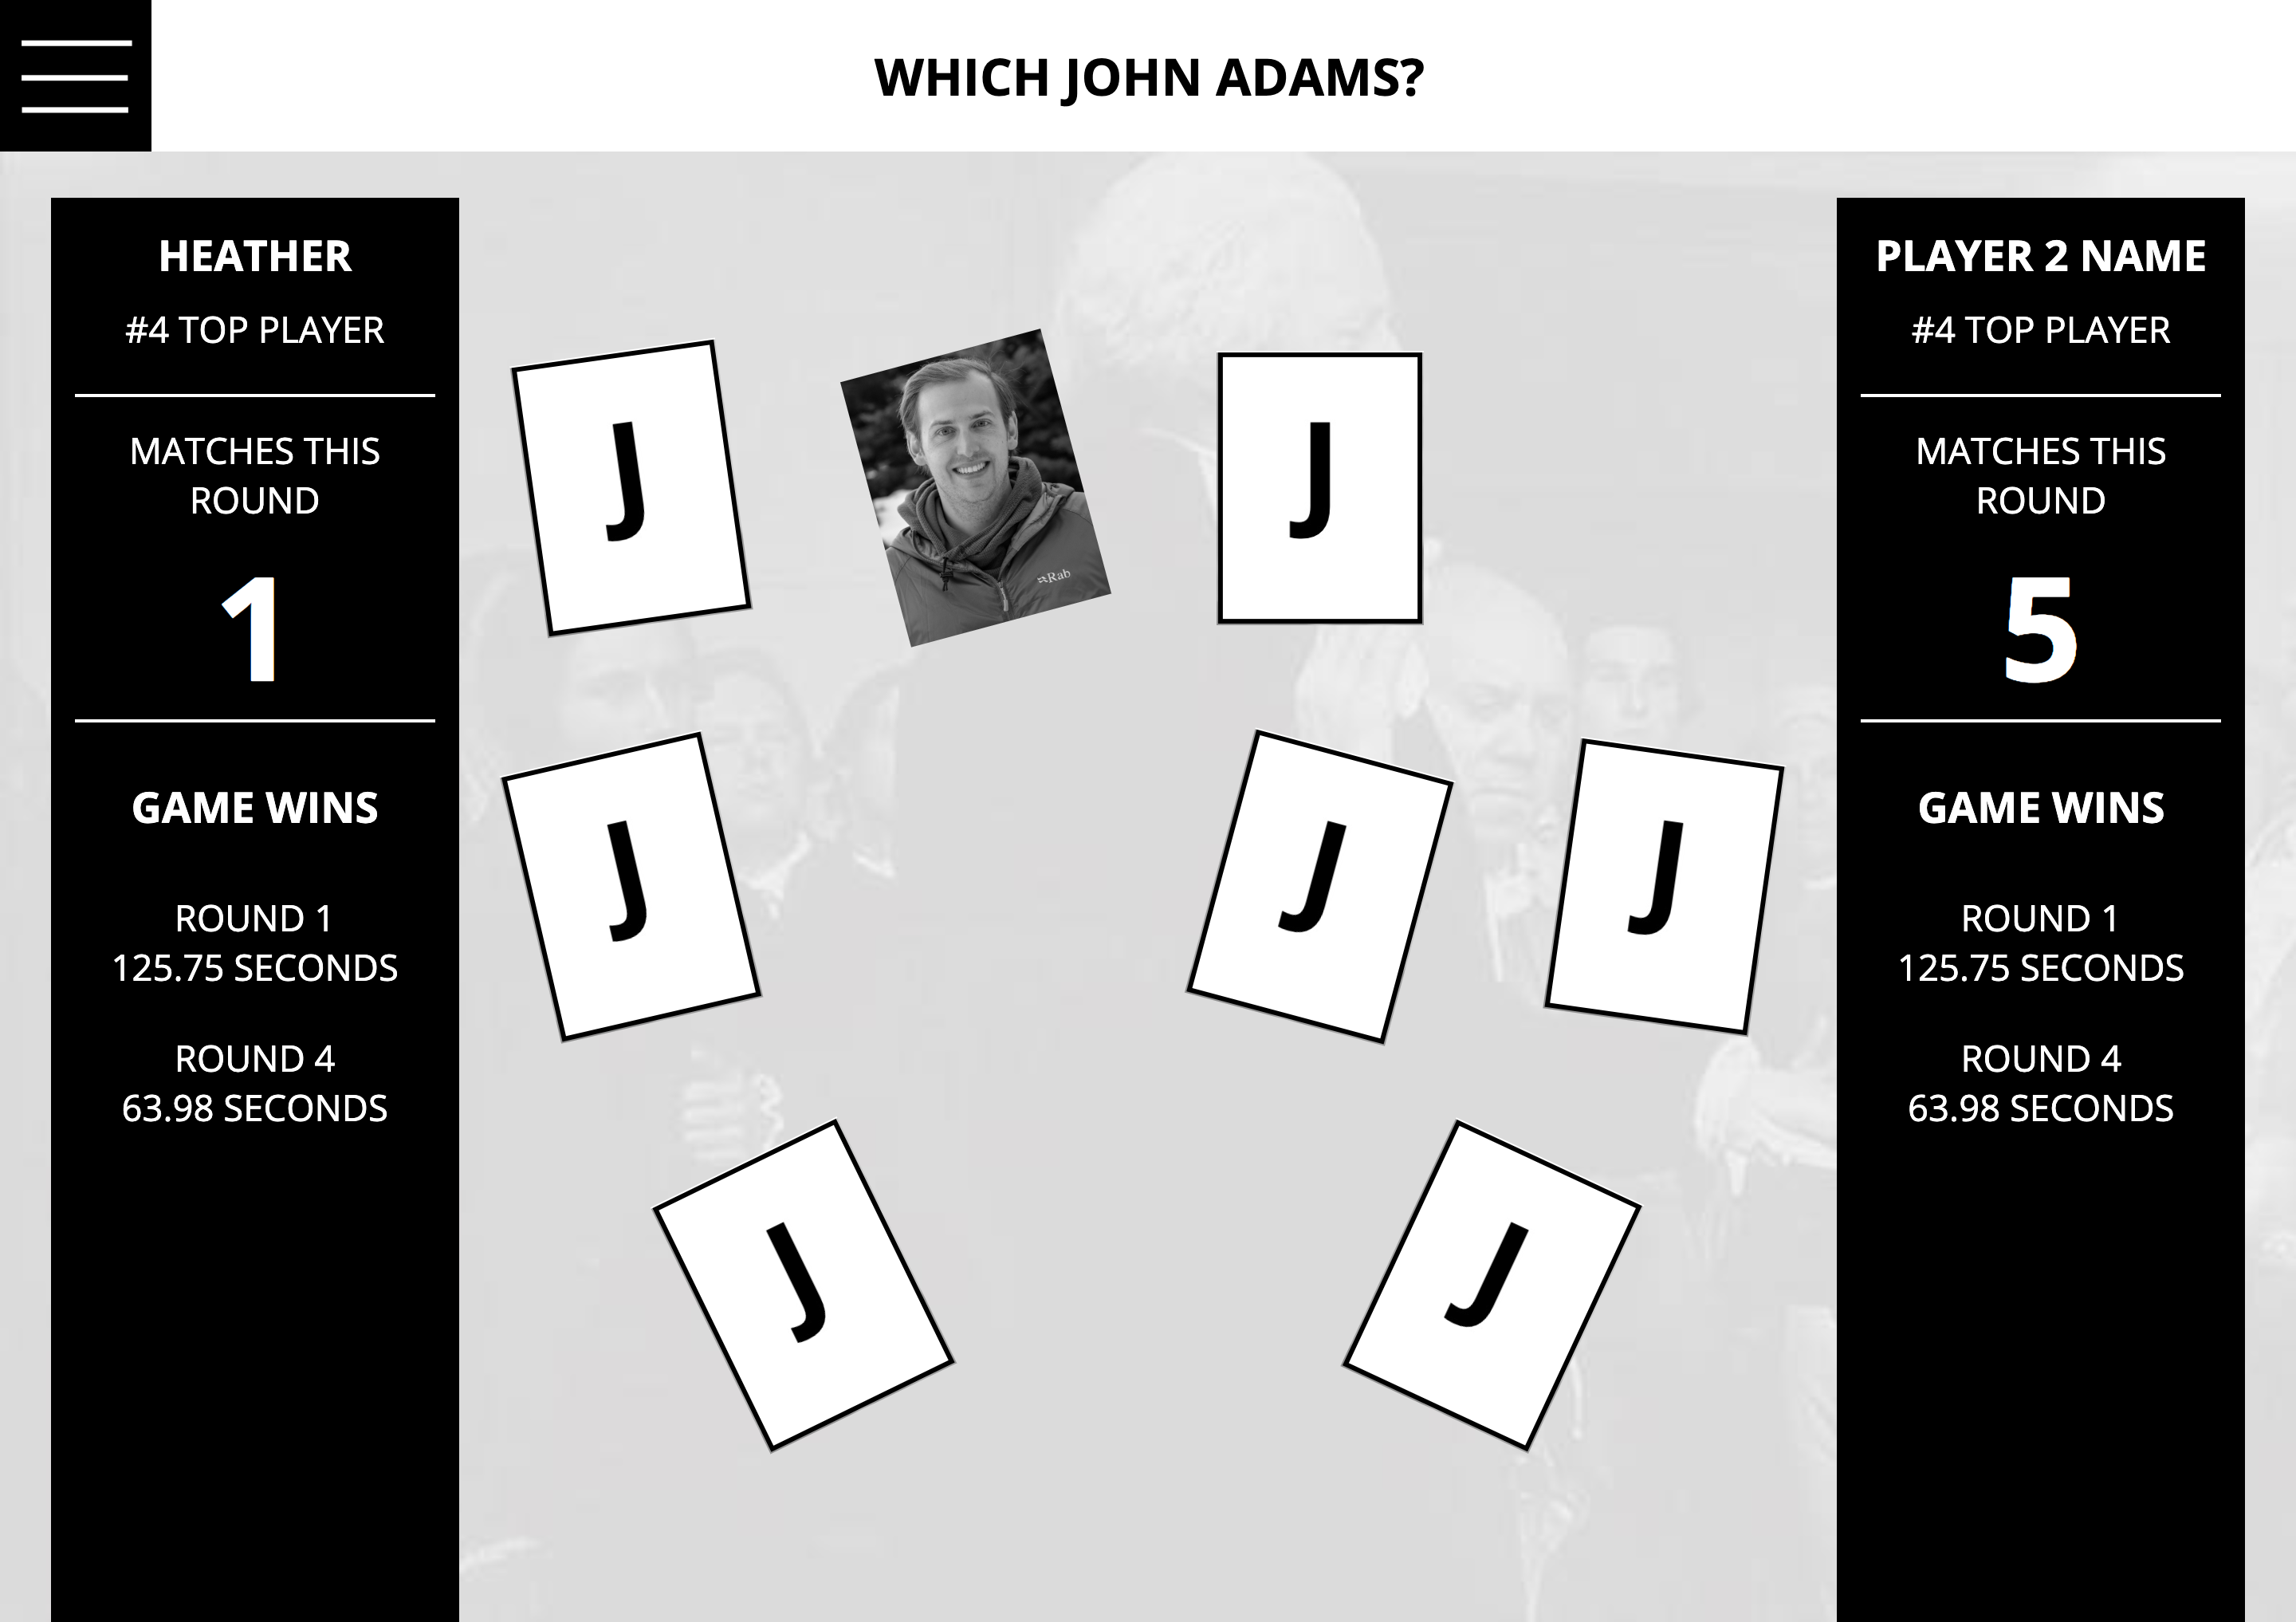 WHICH JOHN ADAMS?
HEATHER
#4 TOP PLAYER
MATCHES THIS
ROUND
1
GAME WINS
ROUND 1
125.75 SECONDS
ROUND 4
63.98 SECONDS
J
Rab
J
J
J
J
J
J
PLAYER 2 NAME
#4 TOP PLAYER
MATCHES THIS
ROUND
5
GAME WINS
ROUND 1
125.75 SECONDS
ROUND 4
63.98 SECONDS